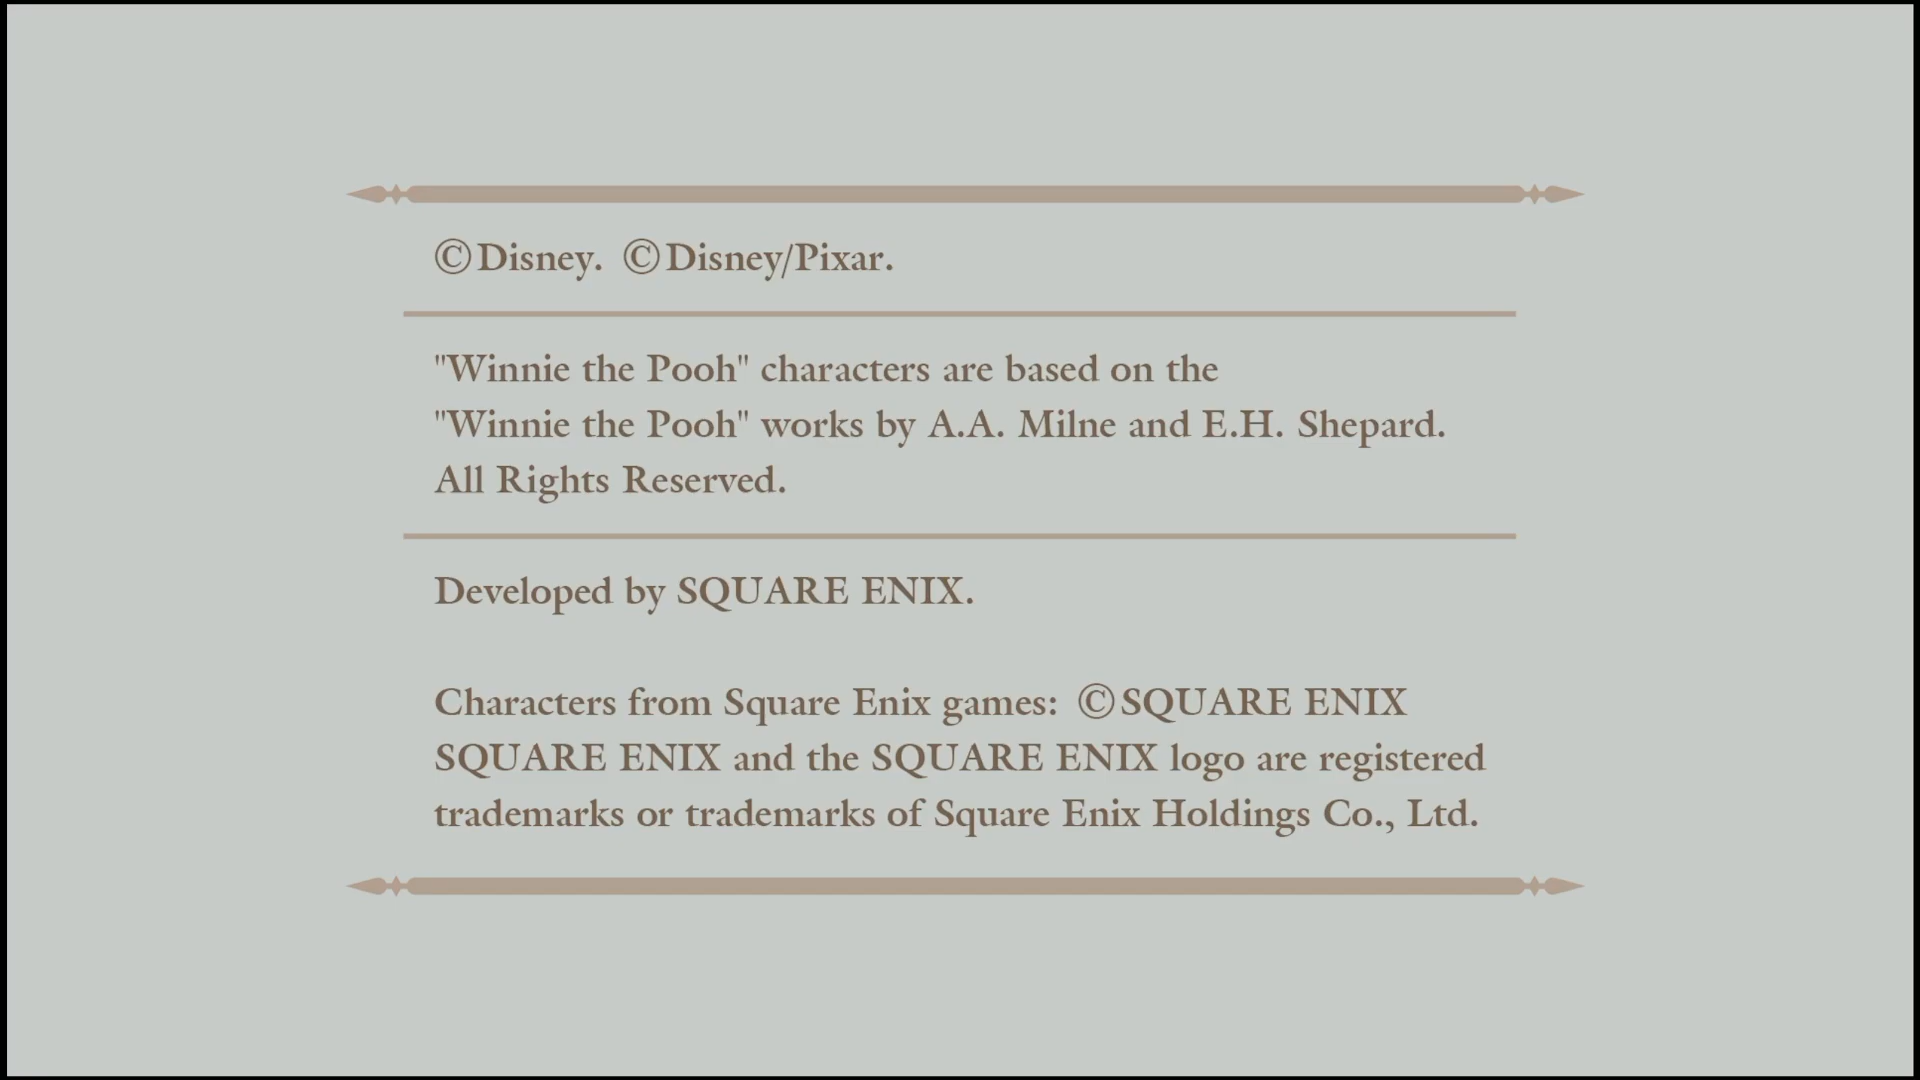 ©Disney. ©Disney/Pixar.
"Winnie the Pooh" characters are based on the
"Winnie the Pooh" works by A.A. Milne and E.H. Shepard.
All Rights Reserved.
Developed by SQUARE ENIX.
Characters from Square Enix games: ©SQUARE ENIX
SQUARE ENIX and the SQUARE ENIX logo are registered
trademarks or trademarks of Square Enix Holdings Co., Ltd.